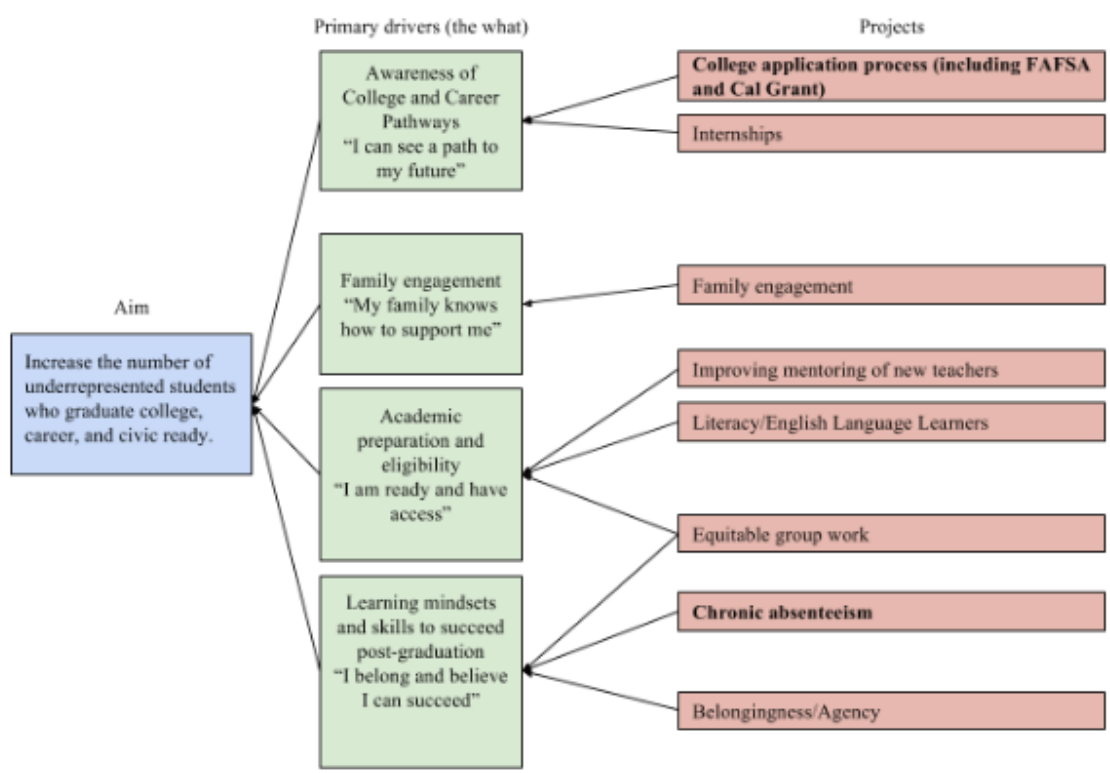 Primary drivers (the what)
Projects
Awareness of
College and Career
Pathways
“I can see a path to
my future”
College application process (including FAFSA
and Cal Grant)
Internships
Family engagement
“My family knows
how to support me”
Family engagement
Aim
Increase the number of
underrepresented students
who graduate college,
career, and civic ready.
Academic
preparation and
eligibility
“I am ready and have
access”
Improving mentoring of new teachers
Literacy/English Language Learners
Equitable group work
Learning mindsets
and skills to succeed
post-graduation
“I belong and believe
I can succeed”
Chronic absenteeism
Belongingness/Agency